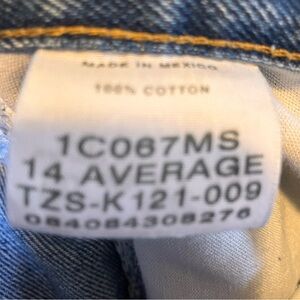 MADE IN MEXICO
100% COTTON
1C067MS
14 AVERAGE
TZS-K121-009
084084308276